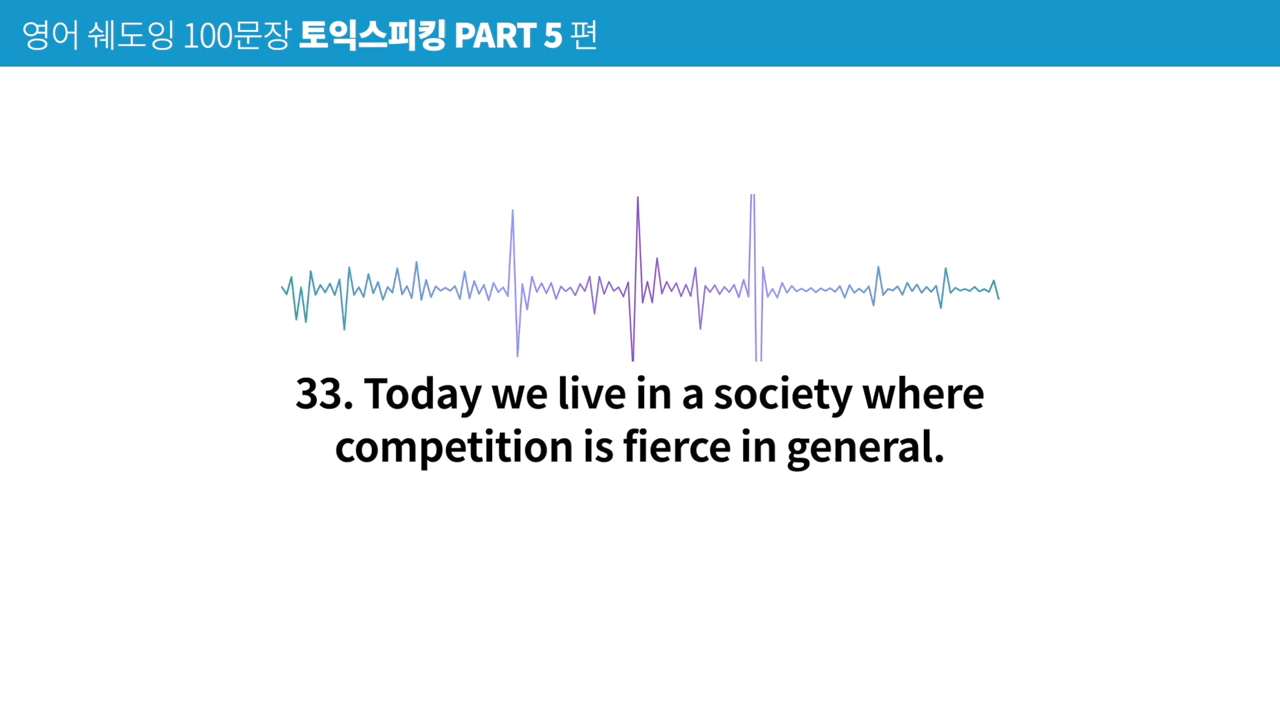 영어 쉐도잉 100문장 토익스피킹 PART 5 편
33. Today we live in a society where
competition is fierce in general.